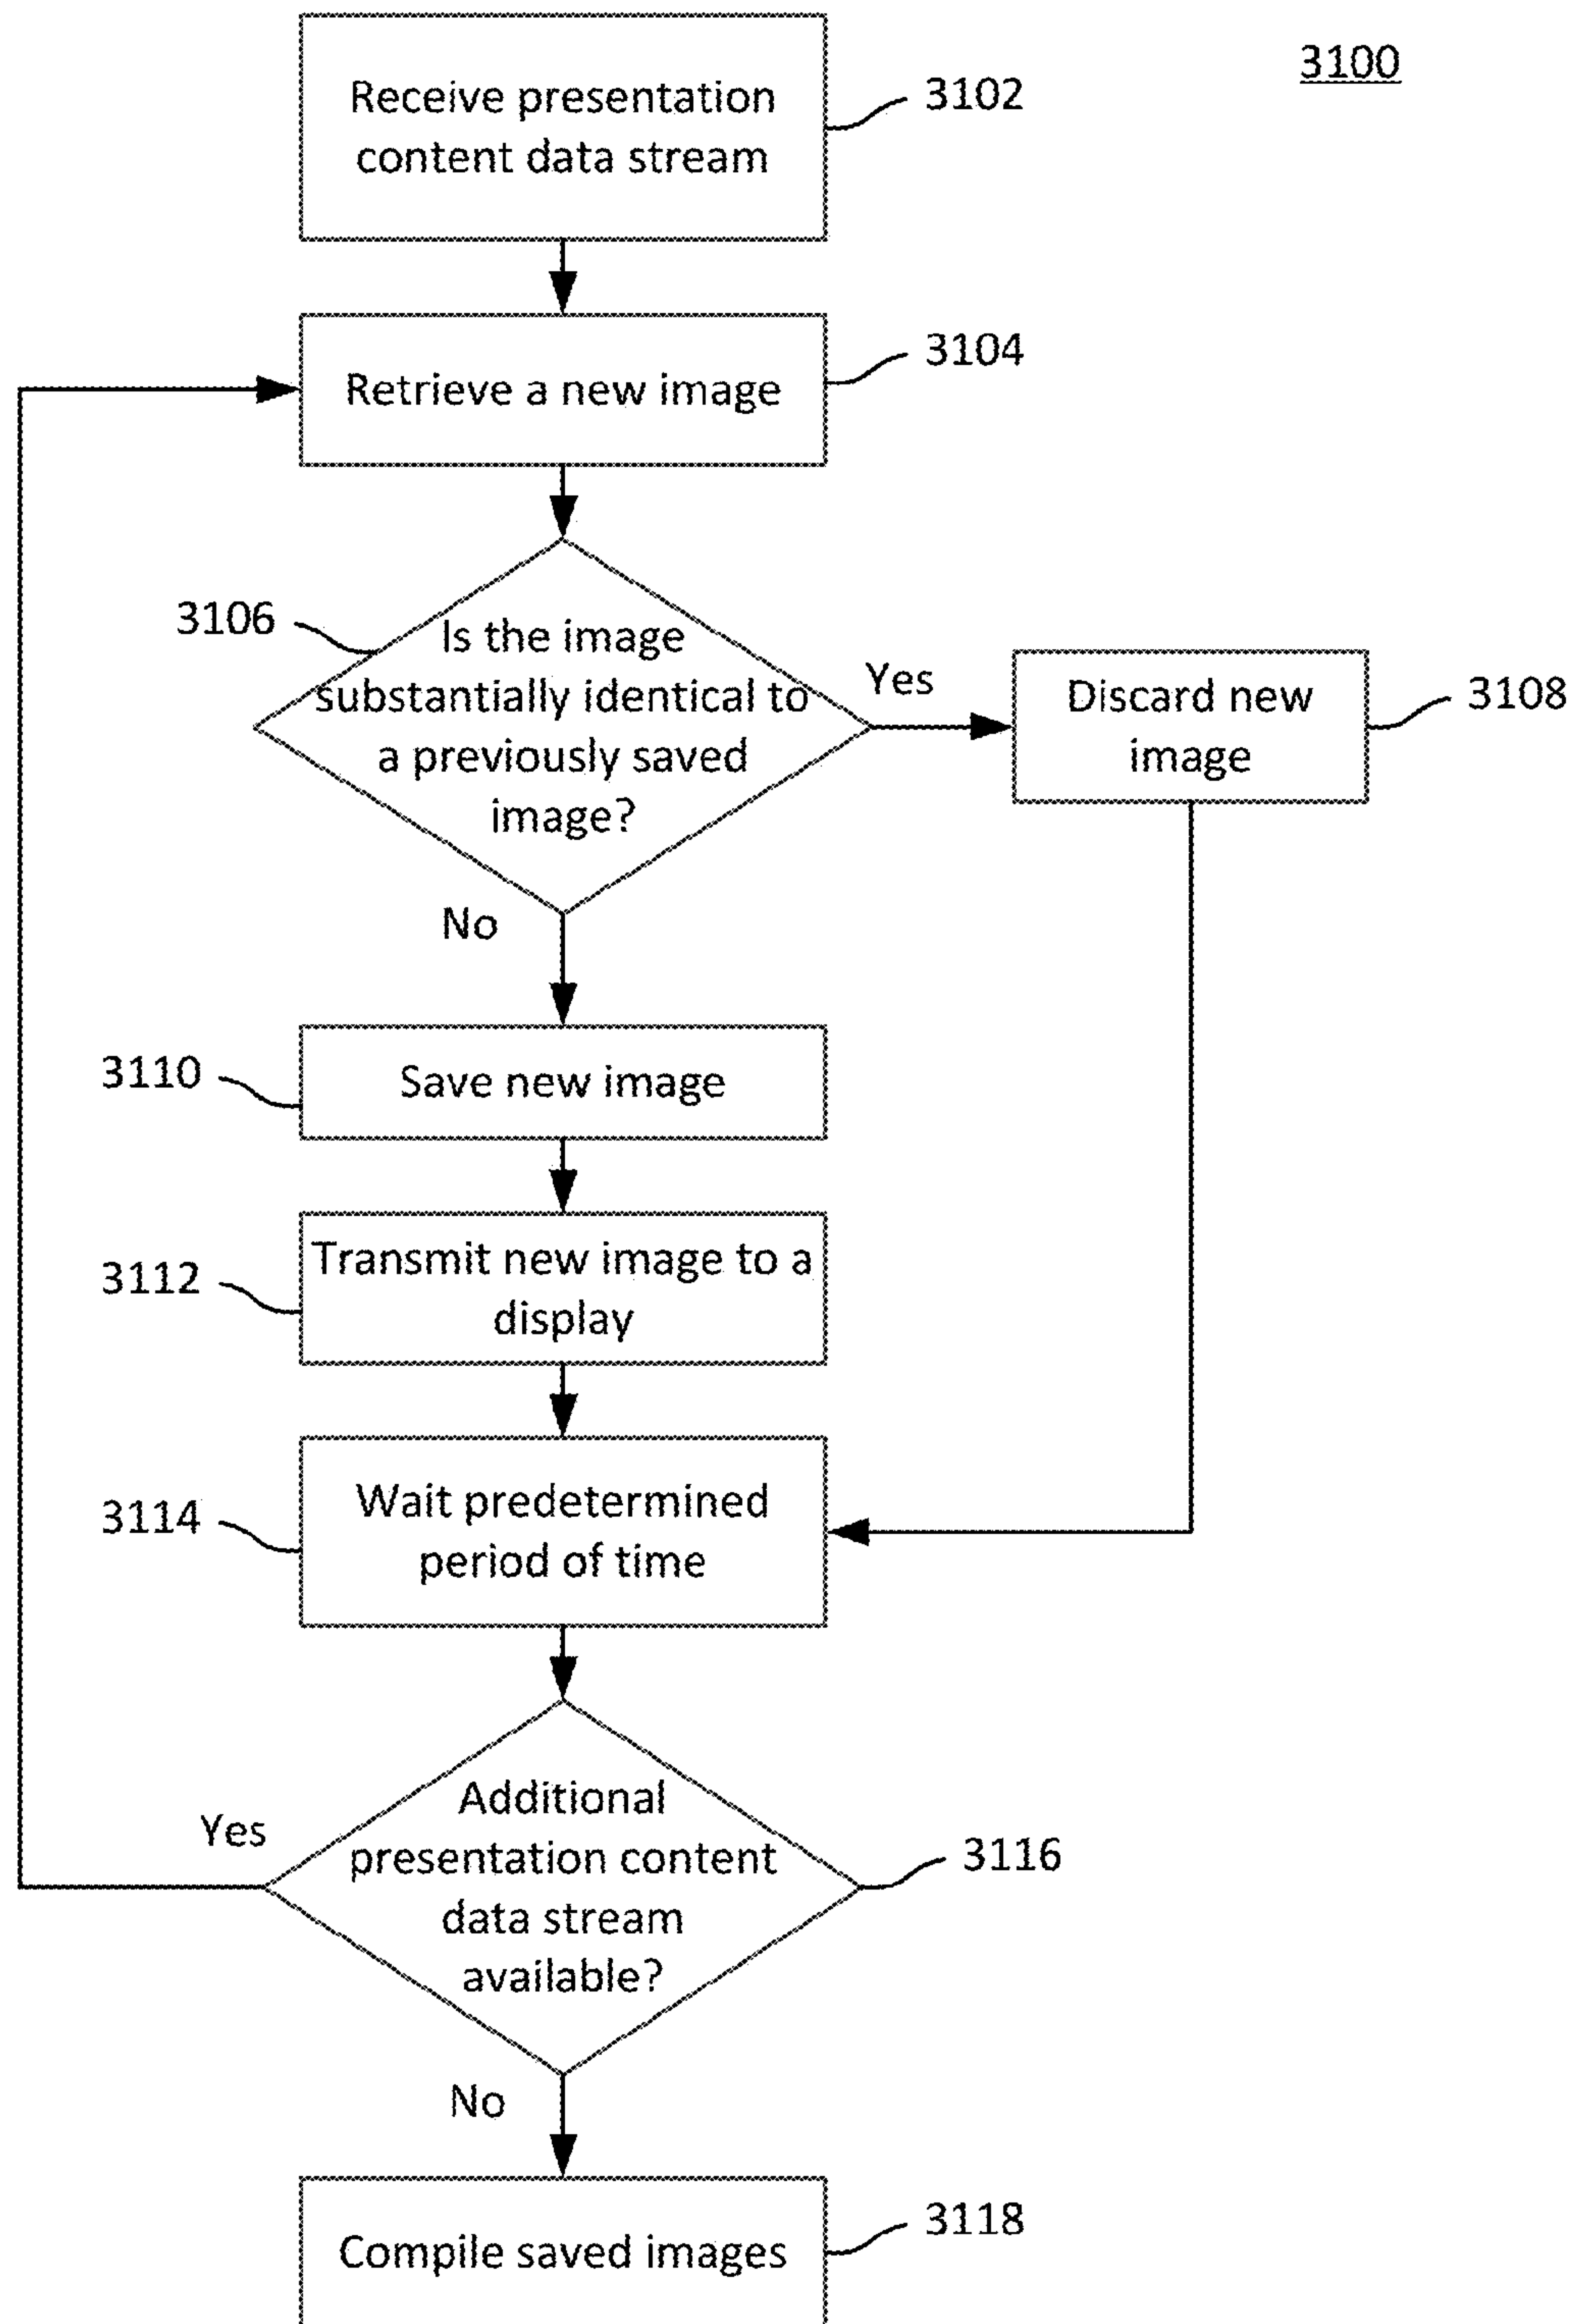 3100
Receive presentation
content data stream
3102
Retrieve a new image
3104
3106
Is the image
substantially identical to
a previously saved
image?
Yes
Discard new
image
3108
No
3110
Save new image
3112
Transmit new image to a
display
3114
Wait predetermined
period of time
Yes
Additional
presentation content
data stream
available?
3116
No
Compile saved images
3118